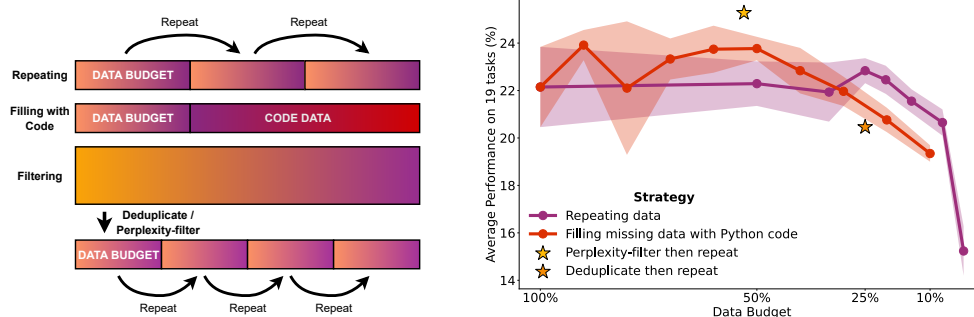 Repeat
Repeat
Repeating
DATA BUDGET
Filling with
Code
DATA BUDGET
CODE DATA
Filtering
Deduplicate /
Perplexity-filter
DATA BUDGET
Repeat
Repeat
Repeat
Average Performance on 19 tasks (%)
24
22
20
18
16
14
Strategy
Repeating data
Filling missing data with Python code
Perplexity-filter then repeat
Deduplicate then repeat
100%
50%
25%
10%
Data Budget